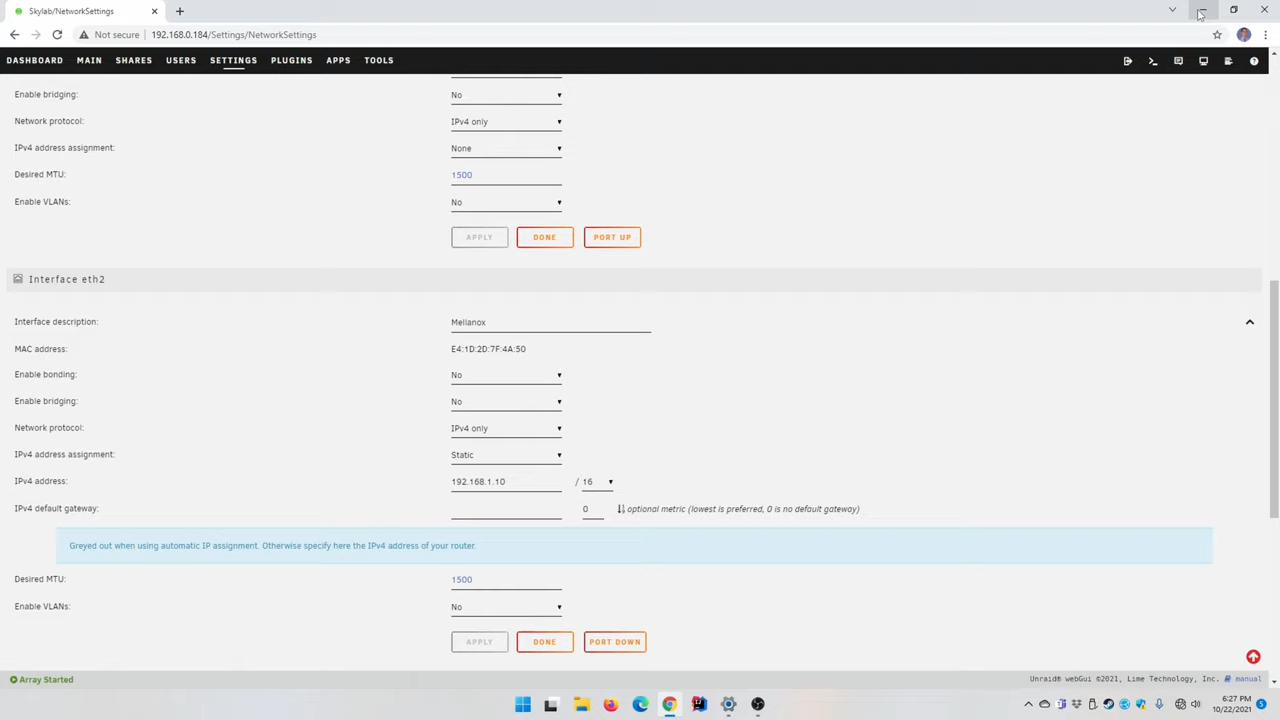 Skylab/NetworkSettings
Not secure 192.168.0.184/Settings/NetworkSettings
DASHBOARD MAIN SHARES USERS SETTINGS PLUGINS APPS TOOLS
Enable bridging: No
Network protocol: IPv4 only
IPv4 address assignment: None
Desired MTU: 1500
Enable VLANs: No
APPLY DONE PORT UP
Interface eth2
Interface description: Mellanox
MAC address: E4:1D:2D:7F:4A:50
Enable bonding: No
Enable bridging: No
Network protocol: IPv4 only
IPv4 address assignment: Static
IPv4 address: 192.168.1.10 / 16
IPv4 default gateway: 0 optional metric (lowest is preferred, 0 is no default gateway)
Greyed out when using automatic IP assignment. Otherwise specify here the IPv4 address of your router.
Desired MTU: 1500
Enable VLANs: No
APPLY DONE PORT DOWN
Array Started Unraid® webGui ©2021, Lime Technology, Inc. manual
6:27 PM
10/22/2021